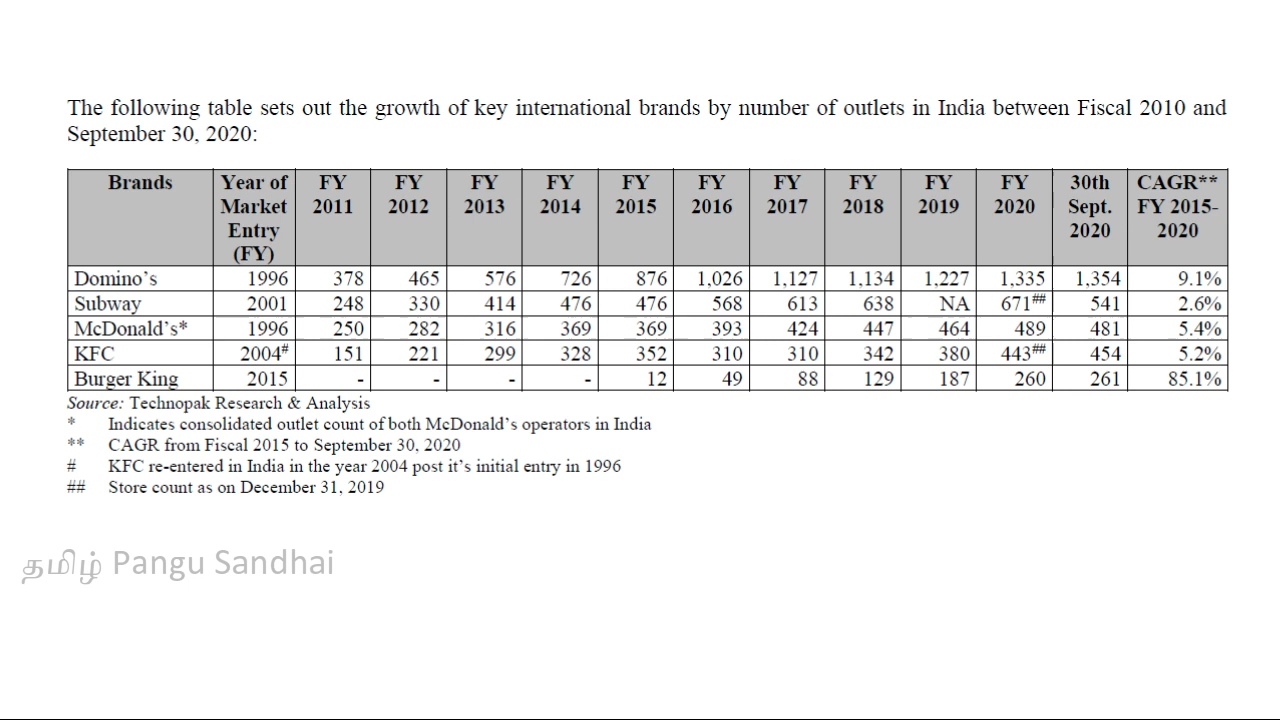 The following table sets out the growth of key international brands by number of outlets in India between Fiscal 2010 and
September 30, 2020:
Brands Year of Market Entry (FY) FY 2011 FY 2012 FY 2013 FY 2014 FY 2015 FY 2016 FY 2017 FY 2018 FY 2019 FY 2020 30th Sept. 2020 CAGR** FY 2015-2020
Domino's 1996 378 465 576 726 876 1,026 1,127 1,134 1,227 1,335 1,354 9.1%
Subway 2001 248 330 414 476 476 568 613 638 NA 671## 541 2.6%
McDonald's* 1996 250 282 316 369 369 393 424 447 464 489 481 5.4%
KFC 2004# 151 221 299 328 352 310 310 342 380 443## 454 5.2%
Burger King 2015 - - - - 12 49 88 129 187 260 261 85.1%
Source: Technopak Research & Analysis
* Indicates consolidated outlet count of both McDonald's operators in India
** CAGR from Fiscal 2015 to September 30, 2020
# KFC re-entered in India in the year 2004 post it's initial entry in 1996
## Store count as on December 31, 2019
தமிழ் Pangu Sandhai